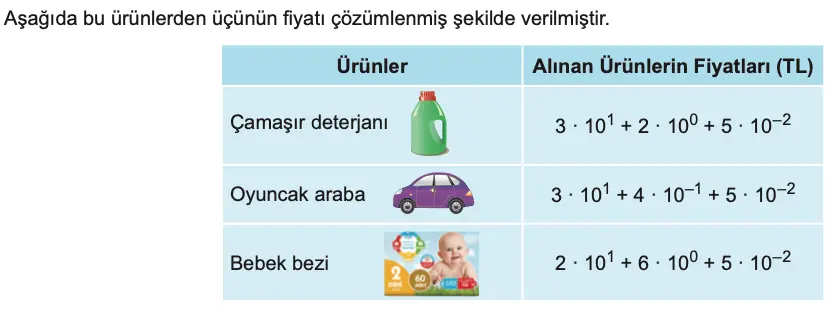 Aşağıda bu ürünlerden üçünün fiyatı çözümlenmiş şekilde verilmiştir.
Ürünler Alınan Ürünlerin Fiyatları (TL)
Çamaşır deterjanı 3 · 10¹ + 2 · 10⁰ + 5 · 10⁻²
Oyuncak araba 3 · 10¹ + 4 · 10⁻¹ + 5 · 10⁻²
Bebek bezi 2 · 10¹ + 6 · 10⁰ + 5 · 10⁻²
2
60